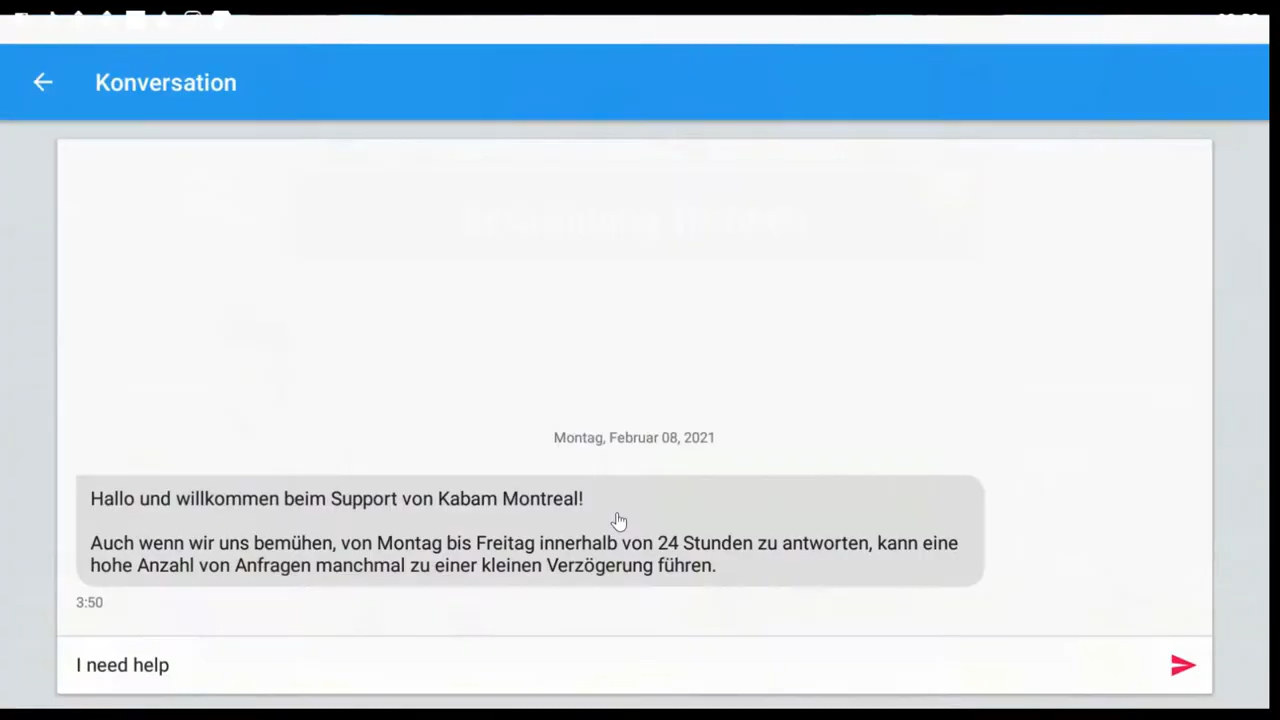 Konversation
Montag, Februar 08, 2021
Hallo und willkommen beim Support von Kabam Montreal!
Auch wenn wir uns bemühen, von Montag bis Freitag innerhalb von 24 Stunden zu antworten, kann eine
hohe Anzahl von Anfragen manchmal zu einer kleinen Verzögerung führen.
3:50
I need help